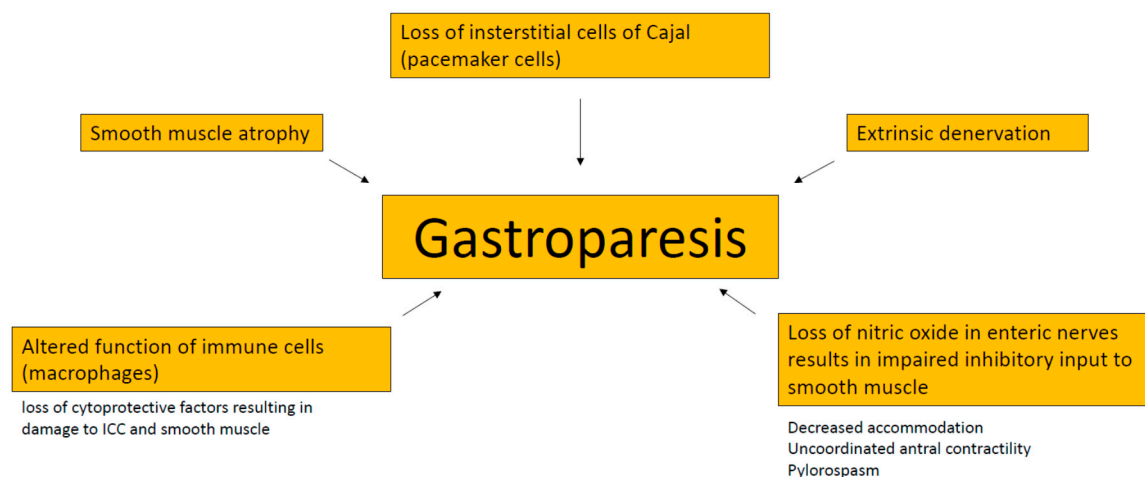 Loss of insterstitial cells of Cajal
(pacemaker cells)
Smooth muscle atrophy
Extrinsic denervation
Gastroparesis
Altered function of immune cells
(macrophages)
loss of cytoprotective factors resulting in
damage to ICC and smooth muscle
Loss of nitric oxide in enteric nerves
results in impaired inhibitory input to
smooth muscle
Decreased accommodation
Uncoordinated antral contractility
Pylorospasm